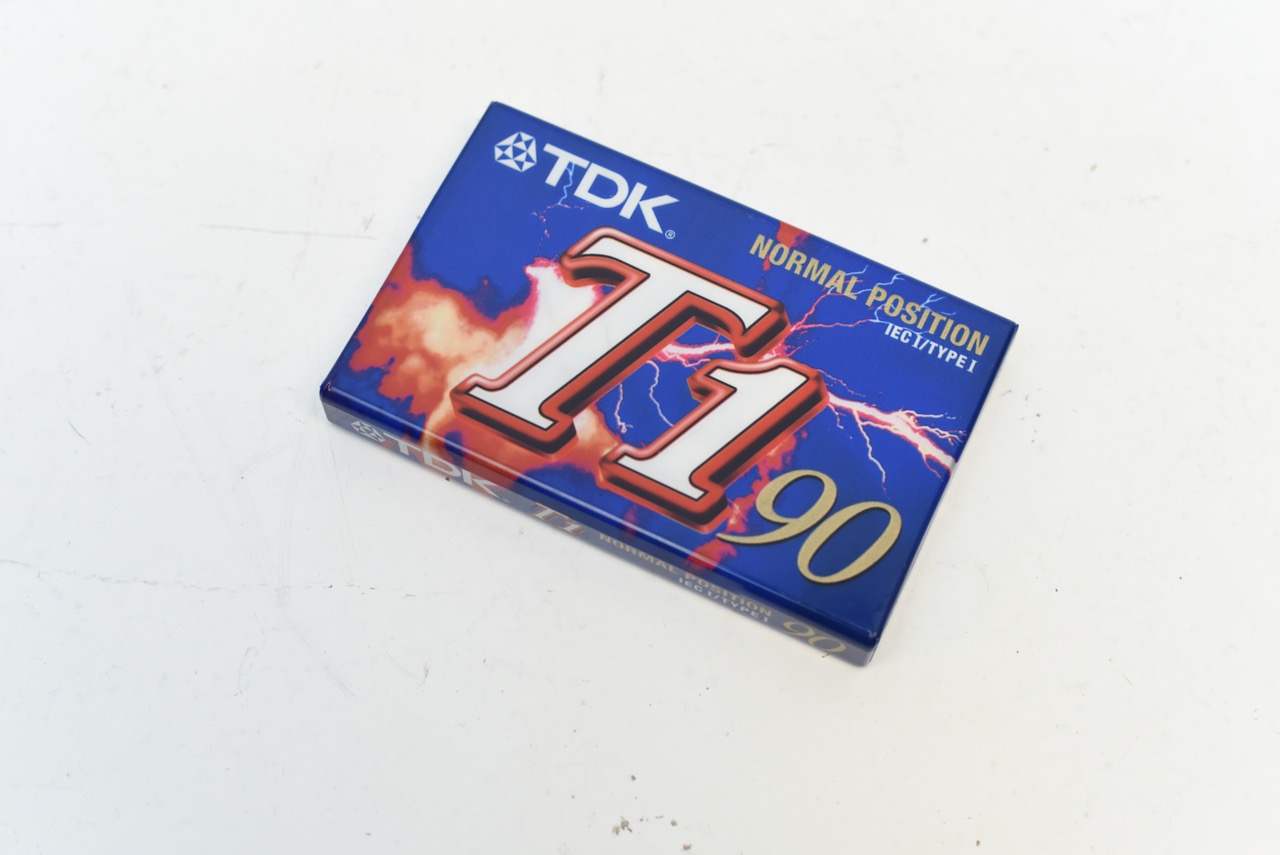 TDK®
NORMAL POSITION
IEC I/TYPE I
T1
90
TDK.
T1
NORMAL POSITION
IEC I/TYPE I
90